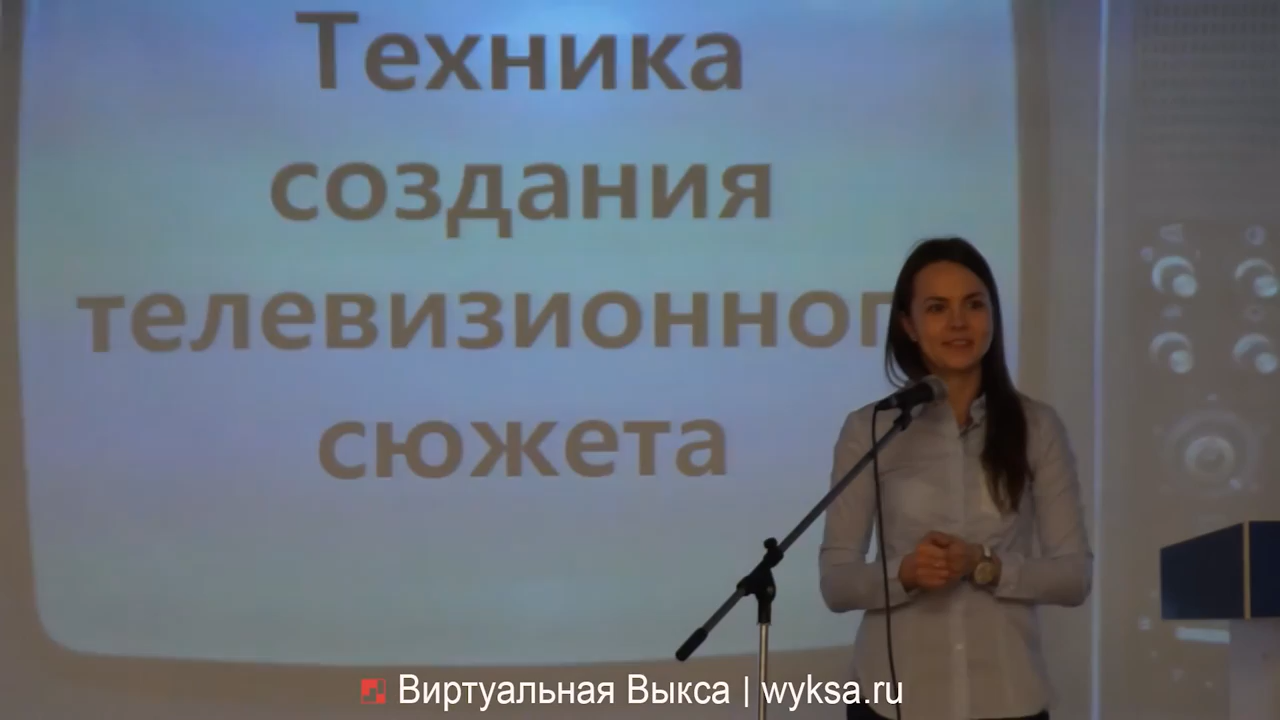 Техника
создания
телевизионног
сюжета
Виртуальная Выкса | wyksa.ru